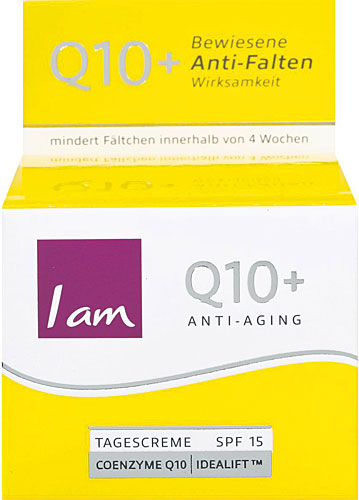 Q10+
Bewiesene
Anti-Falten
Wirksamkeit
mindert Fältchen innerhalb von 4 Wochen
I am
Q10+
ANTI-AGING
TAGESCREME SPF 15
COENZYME Q10 | IDEALIFT™